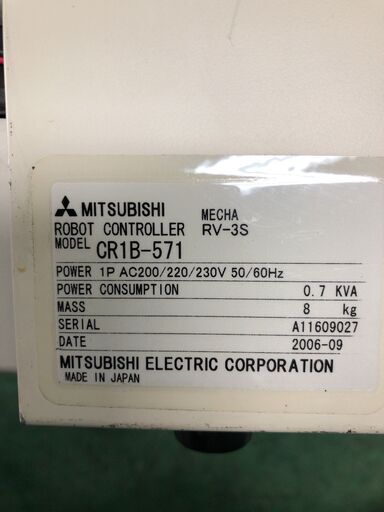 MITSUBISHI MECHA
ROBOT CONTROLLER RV-3S
MODEL CR1B-571
POWER 1P AC200/220/230V 50/60Hz
POWER CONSUMPTION 0.7 KVA
MASS 8 kg
SERIAL A11609027
DATE 2006-09
MITSUBISHI ELECTRIC CORPORATION
MADE IN JAPAN